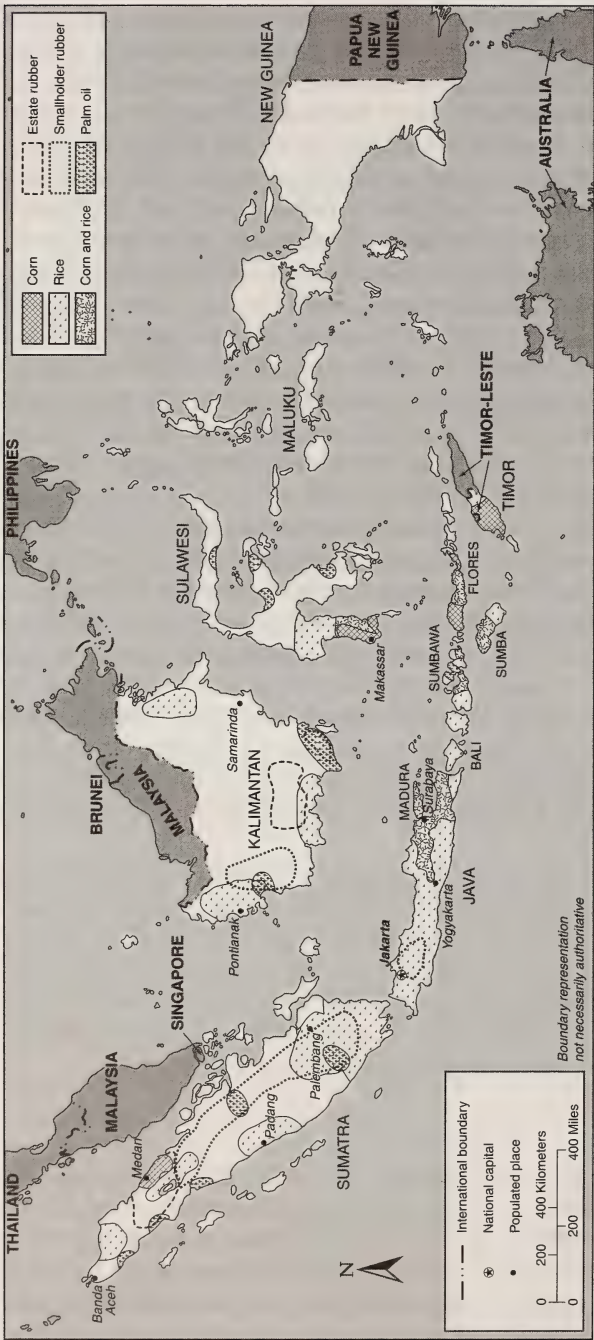 Corn
Rice
Corn and rice
Estate rubber
Smallholder rubber
Palm oil
THAILAND
MALAYSIA
SINGAPORE
BRUNEI
MALAYSIA
PHILIPPINES
NEW GUINEA
PAPUA
NEW
GUINEA
AUSTRALIA
Banda
Aceh
Medan
Padang
Palembang
SUMATRA
Pontianak
KALIMANTAN
Samarinda
SULAWESI
Makassar
MALUKU
Jakarta
JAVA
Yogyakarta
MADURA
Surabaya
BALI
SUMBAWA
SUMBA
FLORES
TIMOR
TIMOR-LESTE
N
International boundary
National capital
Populated place
0 200 400 Kilometers
0 200 400 Miles
Boundary representation
not necessarily authoritative